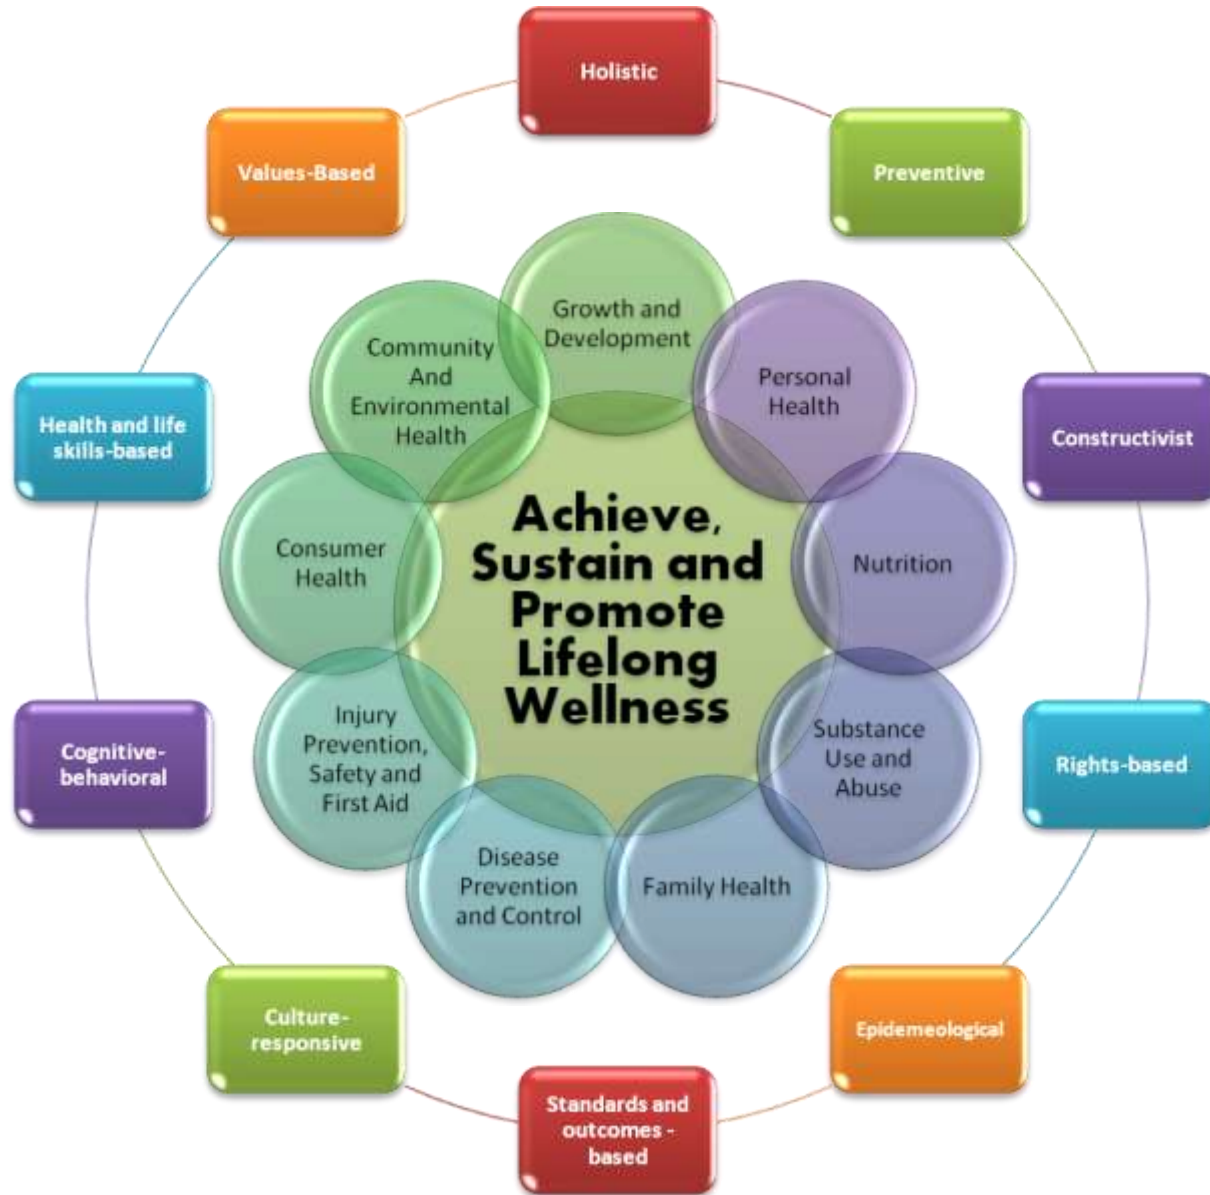 Holistic
Values-Based
Preventive
Growth and
Development
Community
And
Environmental
Health
Personal
Health
Health and life
skills-based
Constructivist
Achieve,
Sustain and
Promote
Lifelong
Wellness
Consumer
Health
Nutrition
Injury
Prevention,
Safety and
First Aid
Substance
Use and
Abuse
Cognitive-
behavioral
Rights-based
Disease
Prevention
and Control
Family Health
Culture-
responsive
Epidemeological
Standards and
outcomes -
based